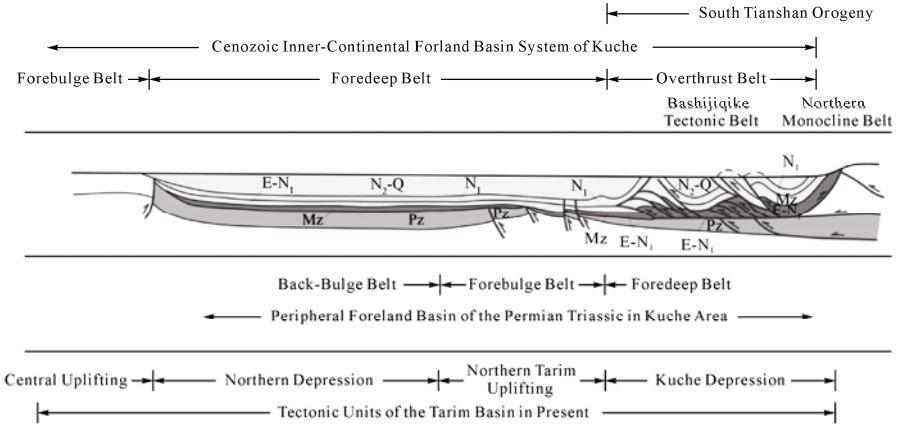 South Tianshan Orogeny
Cenozoic Inner-Continental Forland Basin System of Kuche
Forebulge Belt
Foredeep Belt
Overthrust Belt
Bashijiqike
Tectonic Belt
Northern
Monocline Belt
N₁
E-N₁
N₂-Q
N₁
N₁
N₂-Q
Mz
E-N
Mz
Pz
Pz
Pz
Mz
E-N₁
E-N₁
Back-Bulge Belt
Forebulge Belt
Foredeep Belt
Peripheral Foreland Basin of the Permian Triassic in Kuche Area
Central Uplifting
Northern Depression
Northern Tarim
Uplifting
Kuche Depression
Tectonic Units of the Tarim Basin in Present